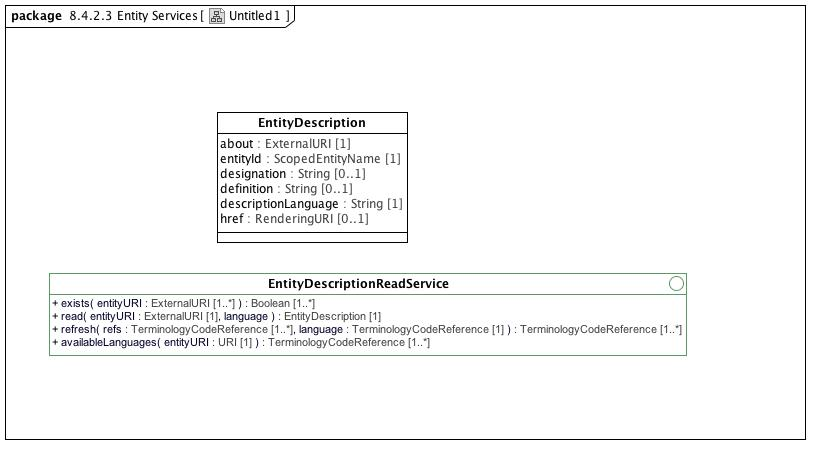 package 8.4.2.3 Entity Services [ Untitled1 ]
EntityDescription
about : ExternalURI [1]
entityId : ScopedEntityName [1]
designation : String [0..1]
definition : String [0..1]
descriptionLanguage : String [1]
href : RenderingURI [0..1]
EntityDescriptionReadService
+ exists( entityURI : ExternalURI [1..*] ) : Boolean [1..*]
+ read( entityURI : ExternalURI [1], language ) : EntityDescription [1]
+ refresh( refs : TerminologyCodeReference [1..*], language : TerminologyCodeReference [1] ) : TerminologyCodeReference [1..*]
+ availableLanguages( entityURI : URI [1] ) : TerminologyCodeReference [1..*]